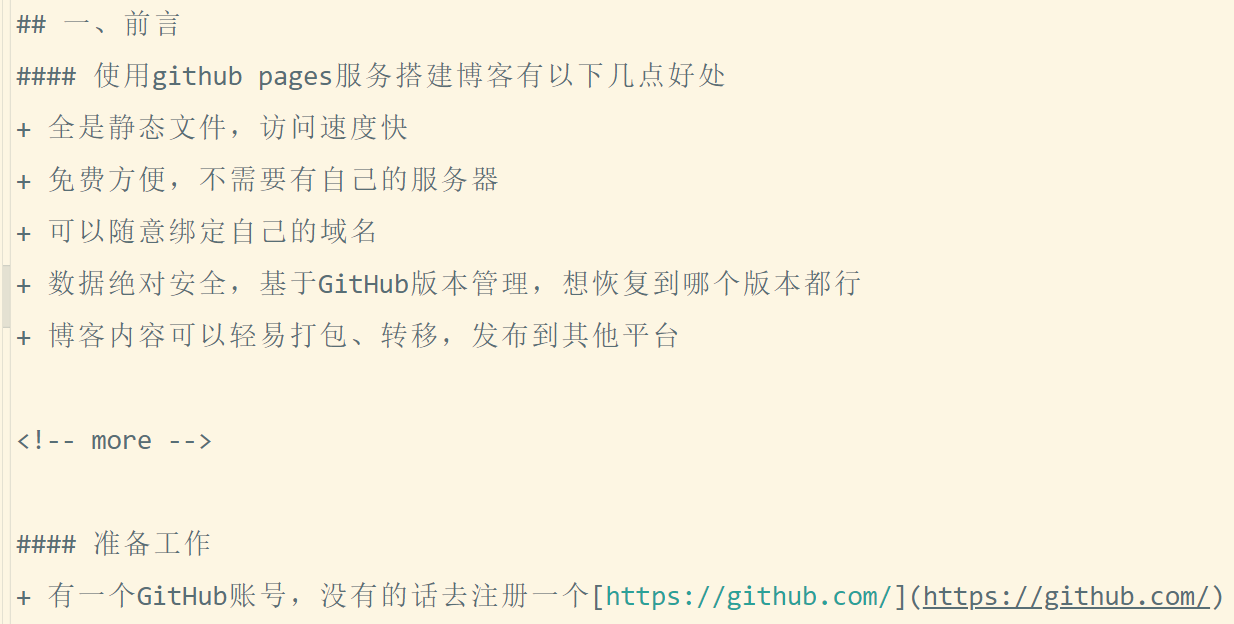 ## 一、前言
#### 使用github pages服务搭建博客有以下几点好处
+ 全是静态文件，访问速度快
+ 免费方便，不需要有自己的服务器
+ 可以随意绑定自己的域名
+ 数据绝对安全，基于GitHub版本管理，想恢复到哪个版本都行
+ 博客内容可以轻易打包、转移，发布到其他平台
<!-- more -->
#### 准备工作
+ 有一个GitHub账号，没有的话去注册一个[https://github.com/](https://github.com/)